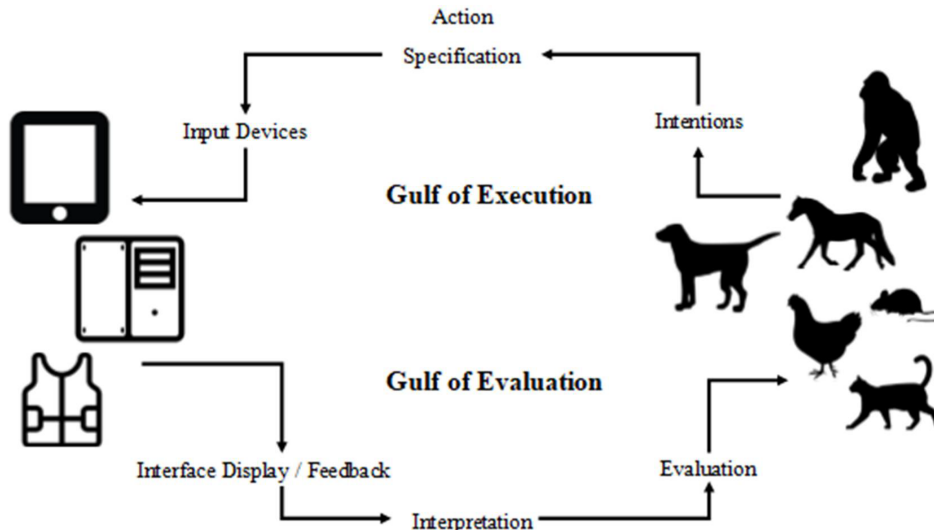 Action
Specification
Input Devices
Intentions
Gulf of Execution
Gulf of Evaluation
Interface Display / Feedback
Evaluation
Interpretation